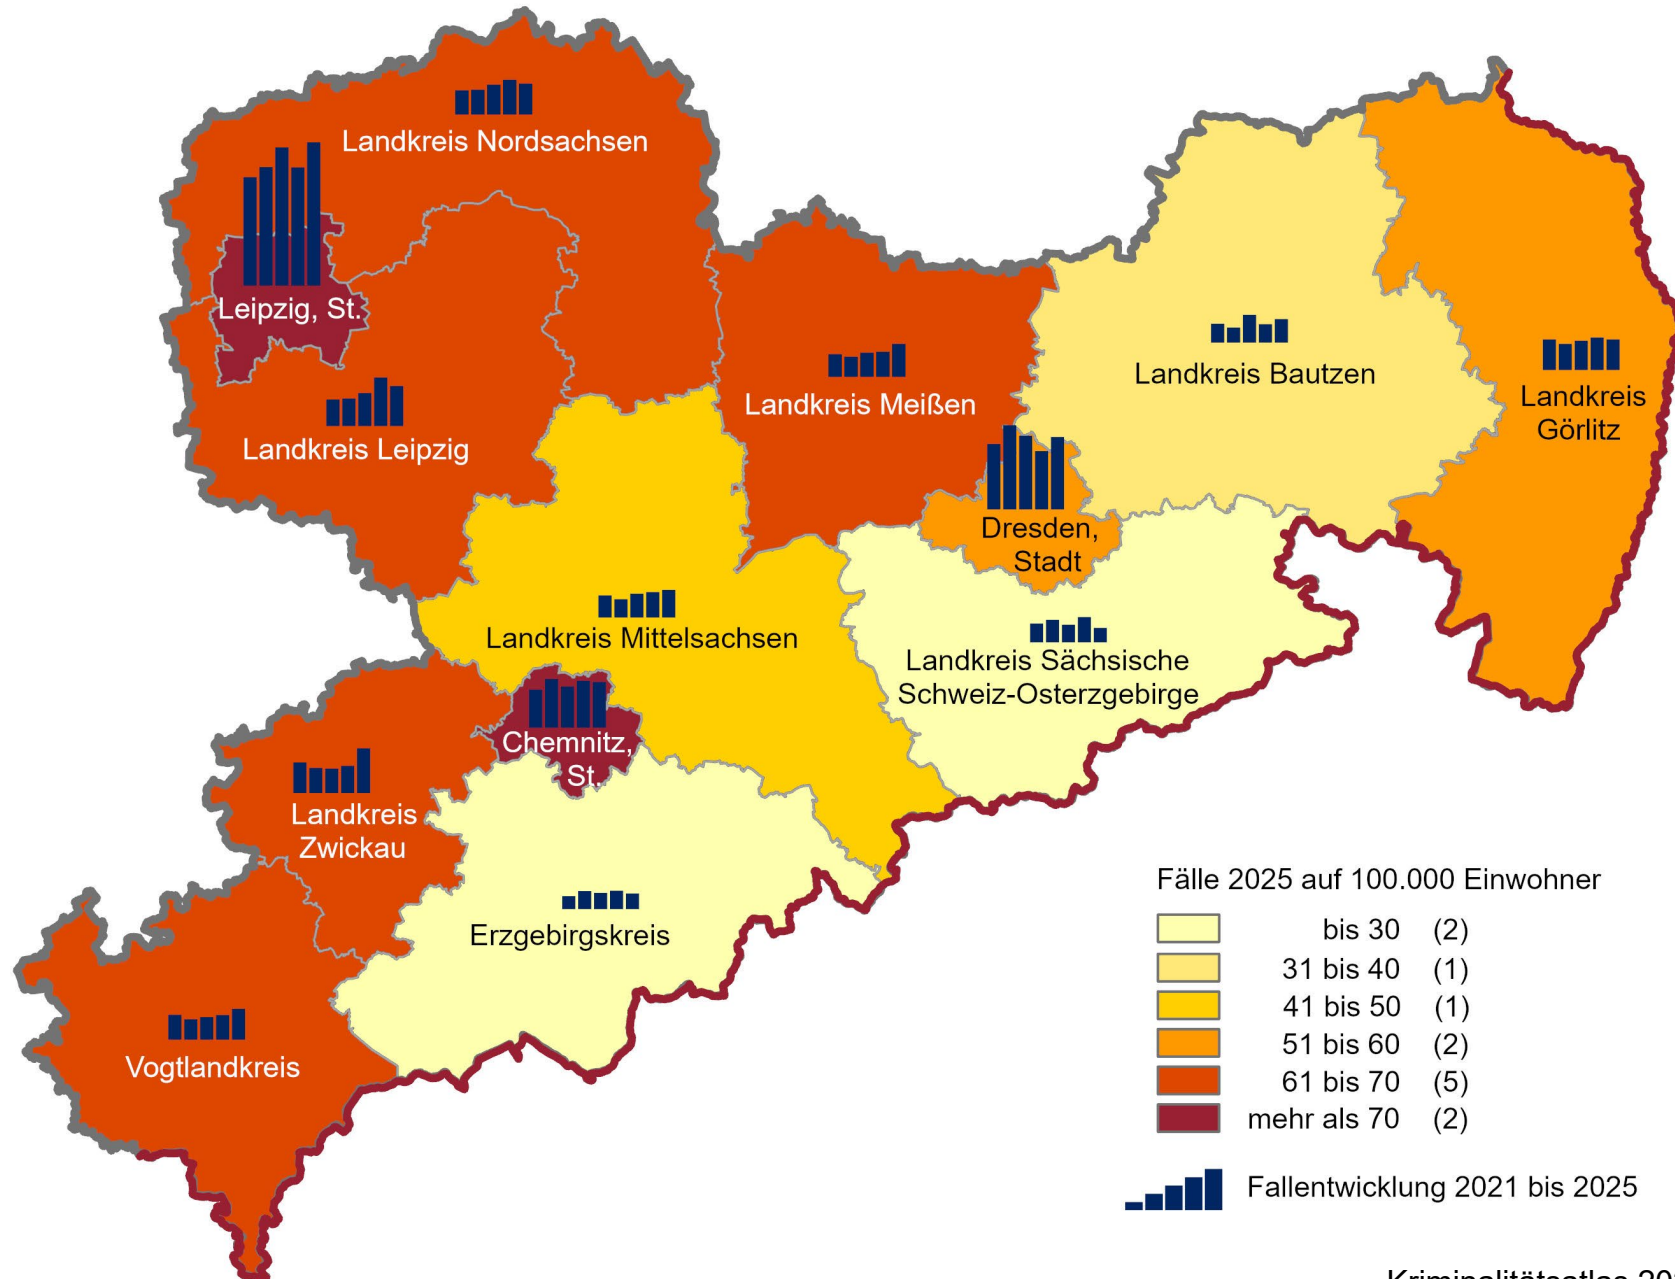 Landkreis Nordsachsen
Leipzig, St.
Landkreis Leipzig
Landkreis Meißen
Landkreis Bautzen
Landkreis
Görlitz
Dresden,
Stadt
Landkreis Mittelsachsen
Landkreis Sächsische
Schweiz-Osterzgebirge
Chemnitz,
St.
Landkreis
Zwickau
Erzgebirgskreis
Vogtlandkreis
Fälle 2025 auf 100.000 Einwohner
bis 30 (2)
31 bis 40 (1)
41 bis 50 (1)
51 bis 60 (2)
61 bis 70 (5)
mehr als 70 (2)
Fallentwicklung 2021 bis 2025